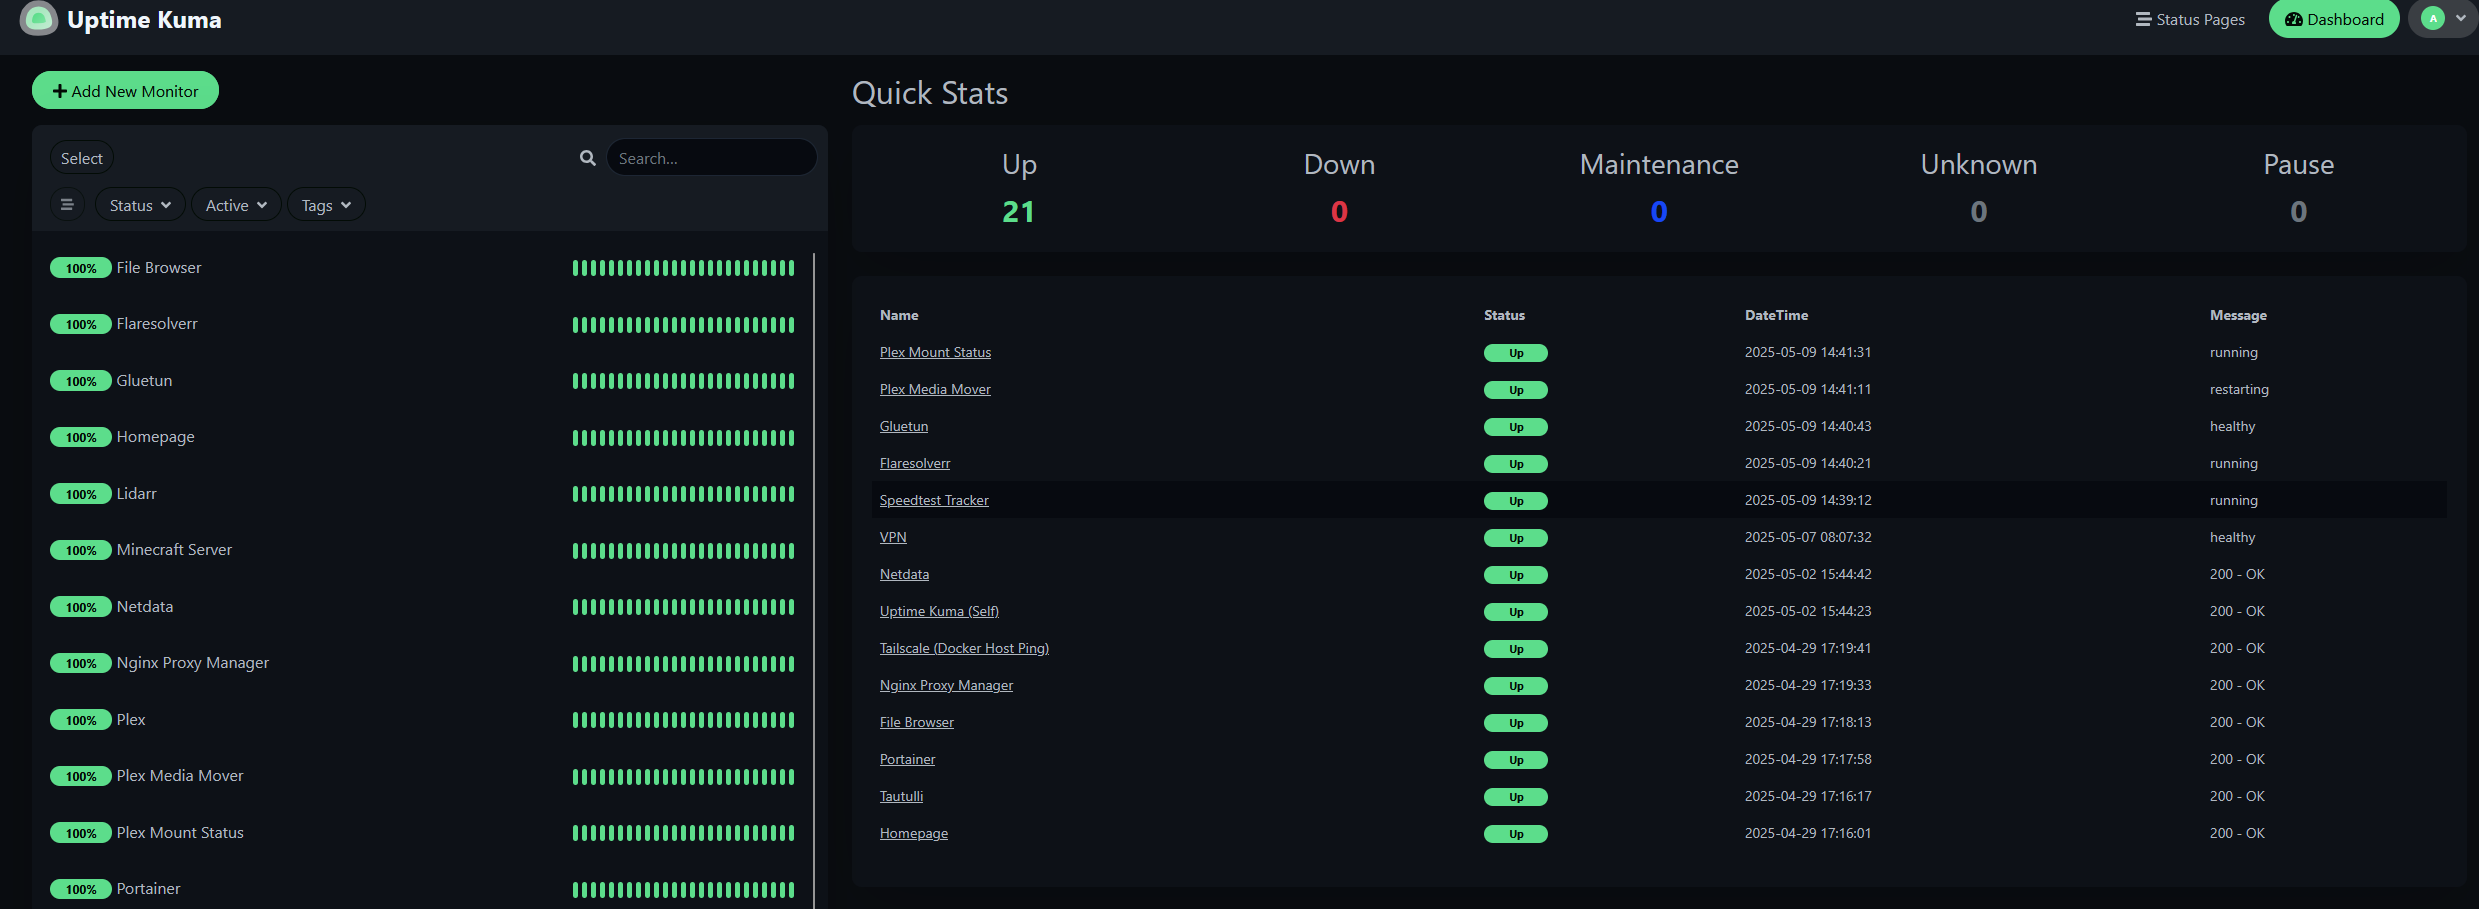 Uptime Kuma
Status Pages
Dashboard
A
Add New Monitor
Select
Search...
Status
Active
Tags
100% File Browser
100% Flaresolverr
100% Gluetun
100% Homepage
100% Lidarr
100% Minecraft Server
100% Netdata
100% Nginx Proxy Manager
100% Plex
100% Plex Media Mover
100% Plex Mount Status
100% Portainer
Quick Stats
Up Down Maintenance Unknown Pause
21 0 0 0 0
Name Status DateTime Message
Plex Mount Status Up 2025-05-09 14:41:31 running
Plex Media Mover Up 2025-05-09 14:41:11 restarting
Gluetun Up 2025-05-09 14:40:43 healthy
Flaresolverr Up 2025-05-09 14:40:21 running
Speedtest Tracker Up 2025-05-09 14:39:12 running
VPN Up 2025-05-07 08:07:32 healthy
Netdata Up 2025-05-02 15:44:42 200 - OK
Uptime Kuma (Self) Up 2025-05-02 15:44:23 200 - OK
Tailscale (Docker Host Ping) Up 2025-04-29 17:19:41 200 - OK
Nginx Proxy Manager Up 2025-04-29 17:19:33 200 - OK
File Browser Up 2025-04-29 17:18:13 200 - OK
Portainer Up 2025-04-29 17:17:58 200 - OK
Tautulli Up 2025-04-29 17:16:17 200 - OK
Homepage Up 2025-04-29 17:16:01 200 - OK